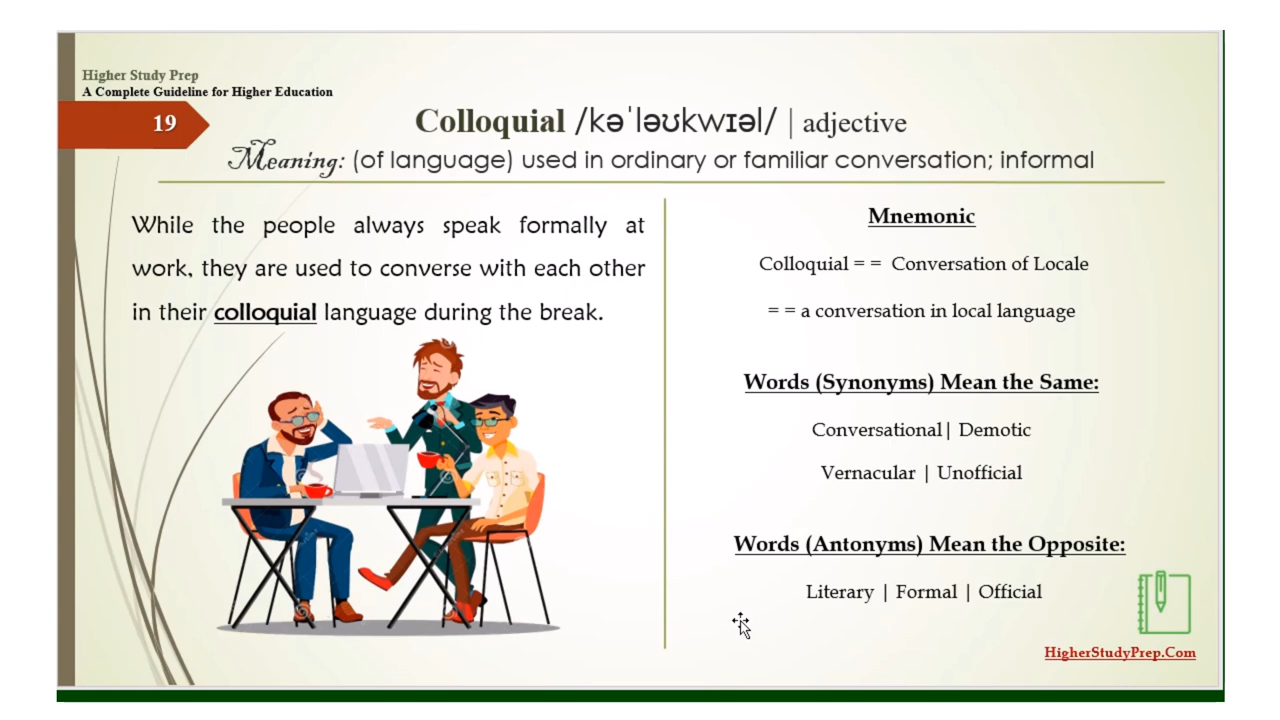 Higher Study Prep
A Complete Guideline for Higher Education
19
Colloquial /kəˈləʊkwɪəl/ | adjective
Meaning: (of language) used in ordinary or familiar conversation; informal
While the people always speak formally at
work, they are used to converse with each other
in their colloquial language during the break.
Mnemonic
Colloquial = = Conversation of Locale
= = a conversation in local language
Words (Synonyms) Mean the Same:
Conversational| Demotic
Vernacular | Unofficial
Words (Antonyms) Mean the Opposite:
Literary | Formal | Official
HigherStudyPrep.Com